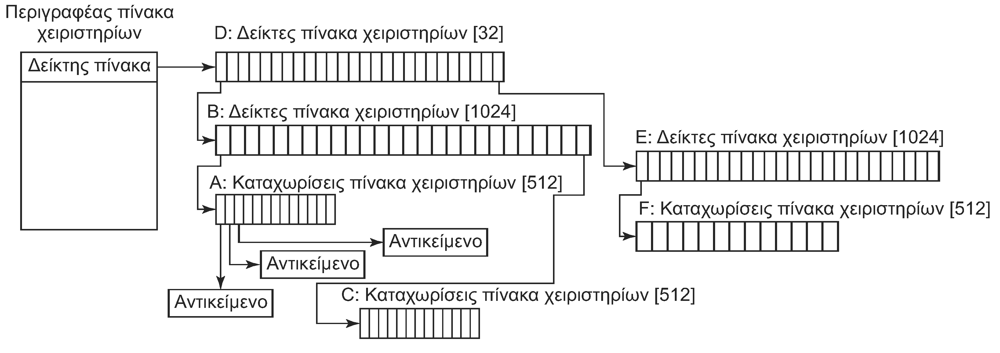 Περιγραφέας πίνακα
χειριστηρίων
Δείκτης πίνακα
D: Δείκτες πίνακα χειριστηρίων [32]
B: Δείκτες πίνακα χειριστηρίων [1024]
E: Δείκτες πίνακα χειριστηρίων [1024]
A: Καταχωρίσεις πίνακα χειριστηρίων [512]
F: Καταχωρίσεις πίνακα χειριστηρίων [512]
Αντικείμενο
Αντικείμενο
Αντικείμενο
C: Καταχωρίσεις πίνακα χειριστηρίων [512]